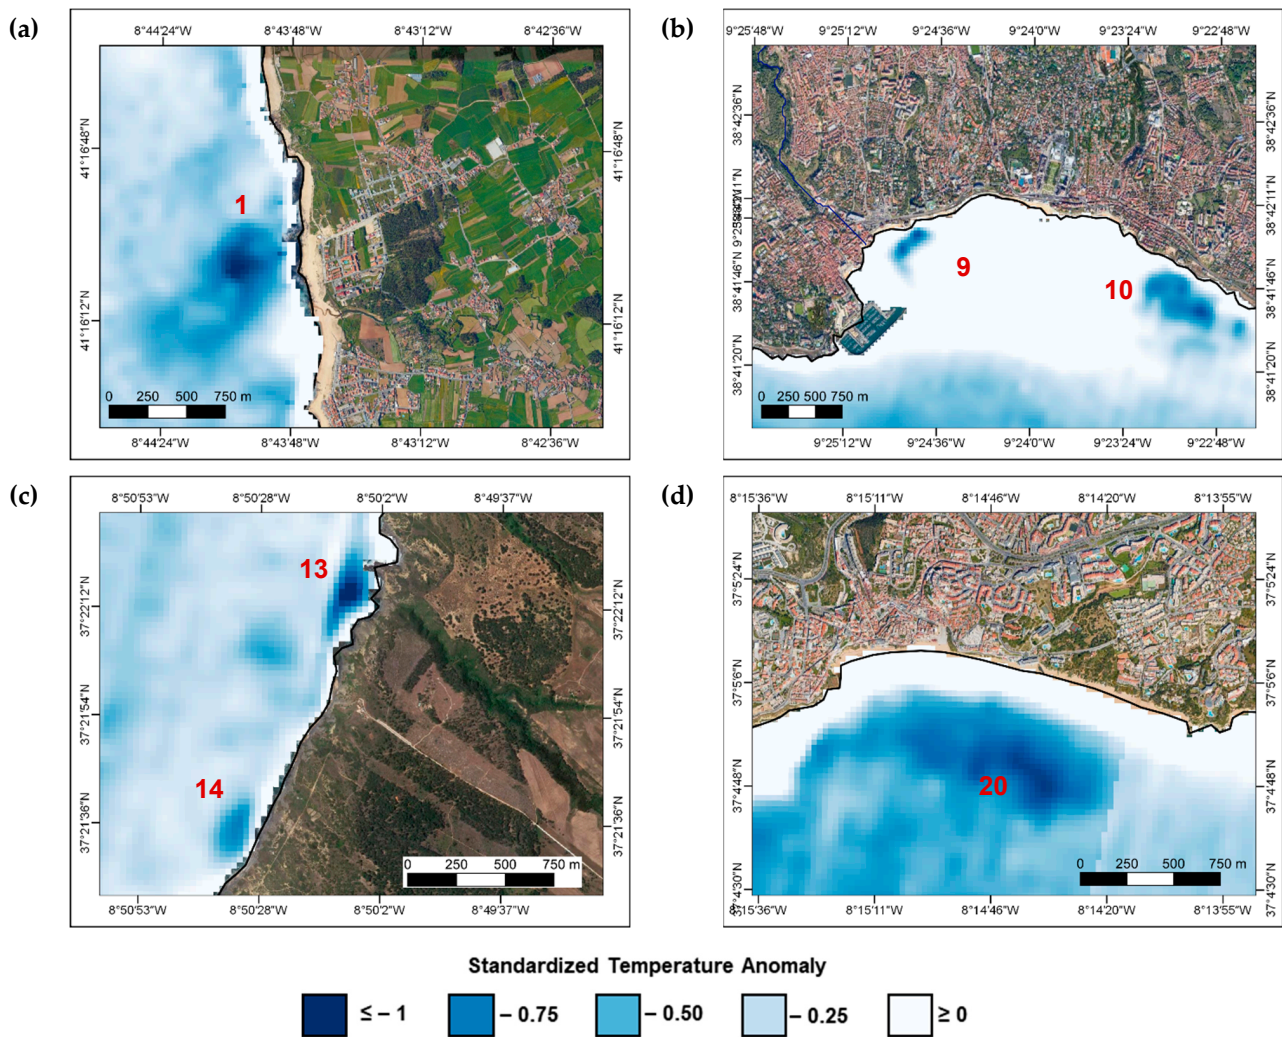 (a)
8°44'24"W 8°43'48"W 8°43'12"W 8°42'36"W
41°16'48"N
41°16'48"N
1
41°16'12"N
41°16'12"N
0 250 500 750 m
8°44'24"W 8°43'48"W 8°43'12"W 8°42'36"W
(b)
9°25'48"W 9°25'12"W 9°24'36"W 9°24'0"W 9°23'24"W 9°22'48"W
38°42'36"N
38°42'36"N
38°42'11"N
9
10
38°41'46"N
38°41'46"N
38°41'20"N
38°41'20"N
0 250 500 750 m
9°25'12"W 9°24'36"W 9°24'0"W 9°23'24"W 9°22'48"W
(c)
8°50'53"W 8°50'28"W 8°50'2"W 8°49'37"W
13
37°22'12"N
37°22'12"N
37°21'54"N
37°21'54"N
14
37°21'36"N
37°21'36"N
0 250 500 750 m
8°50'53"W 8°50'28"W 8°50'2"W 8°49'37"W
(d)
8°15'36"W 8°15'11"W 8°14'46"W 8°14'20"W 8°13'55"W
37°5'24"N
37°5'24"N
37°5'6"N
37°5'6"N
20
37°4'48"N
37°4'48"N
0 250 500 750 m
37°4'30"N
37°4'30"N
8°15'36"W 8°15'11"W 8°14'46"W 8°14'20"W 8°13'55"W
Standardized Temperature Anomaly
≤ – 1 – 0.75 – 0.50 – 0.25 ≥ 0